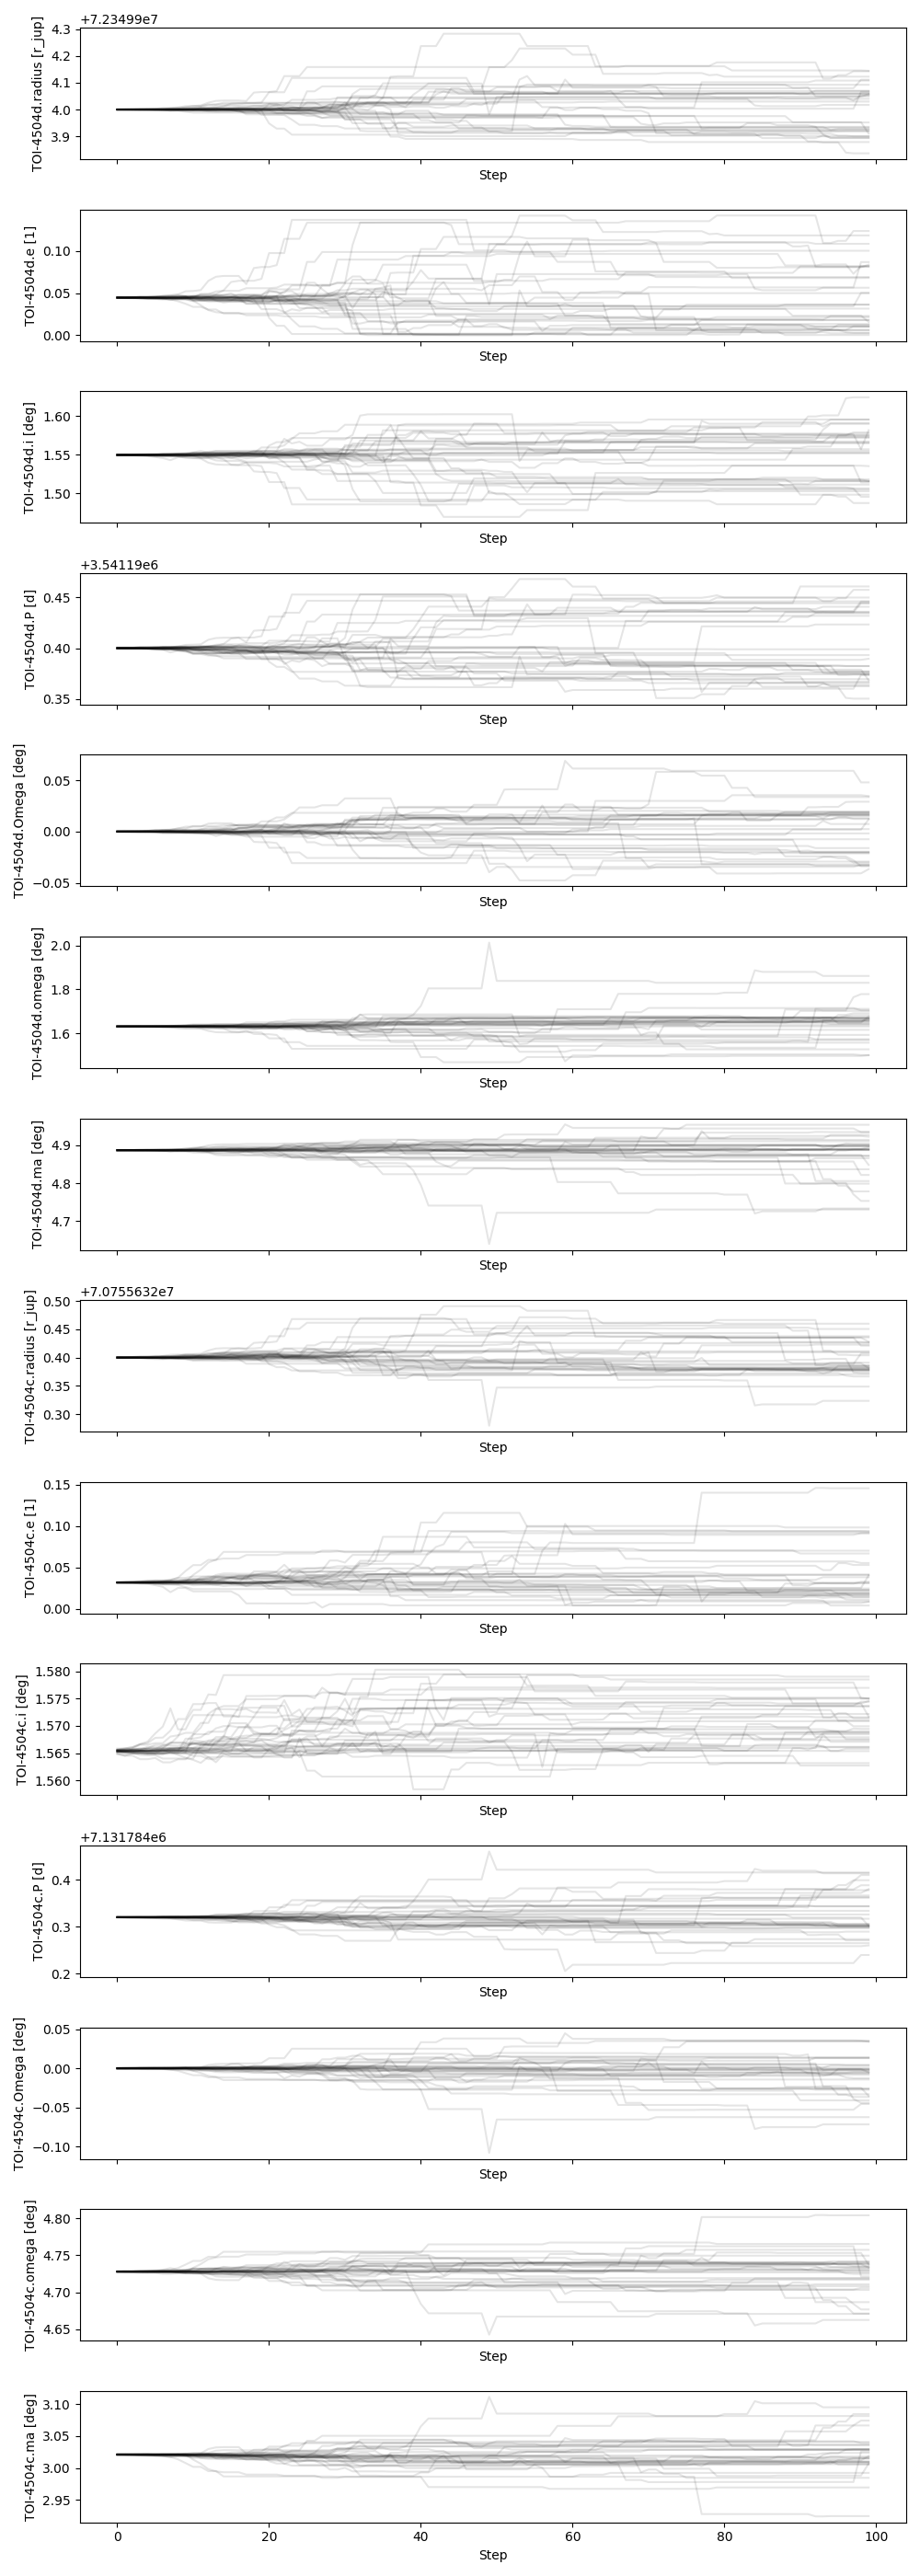 +7.23499e7
TOI-4504d.radius [r_jup]
4.3
4.2
4.1
4.0
3.9
Step
TOI-4504d.e [1]
0.10
0.05
0.00
Step
TOI-4504d.i [deg]
1.60
1.55
1.50
Step
+3.54119e6
TOI-4504d.P [d]
0.45
0.40
0.35
Step
TOI-4504d.Omega [deg]
0.05
0.00
−0.05
Step
TOI-4504d.omega [deg]
2.0
1.8
1.6
Step
TOI-4504d.ma [deg]
4.9
4.8
4.7
Step
+7.0755632e7
TOI-4504c.radius [r_jup]
0.50
0.45
0.40
0.35
0.30
Step
TOI-4504c.e [1]
0.15
0.10
0.05
0.00
Step
TOI-4504c.i [deg]
1.580
1.575
1.570
1.565
1.560
Step
+7.131784e6
TOI-4504c.P [d]
0.4
0.3
0.2
Step
TOI-4504c.Omega [deg]
0.05
0.00
−0.05
−0.10
Step
TOI-4504c.omega [deg]
4.80
4.75
4.70
4.65
Step
TOI-4504c.ma [deg]
3.10
3.05
3.00
2.95
0 20 40 60 80 100
Step